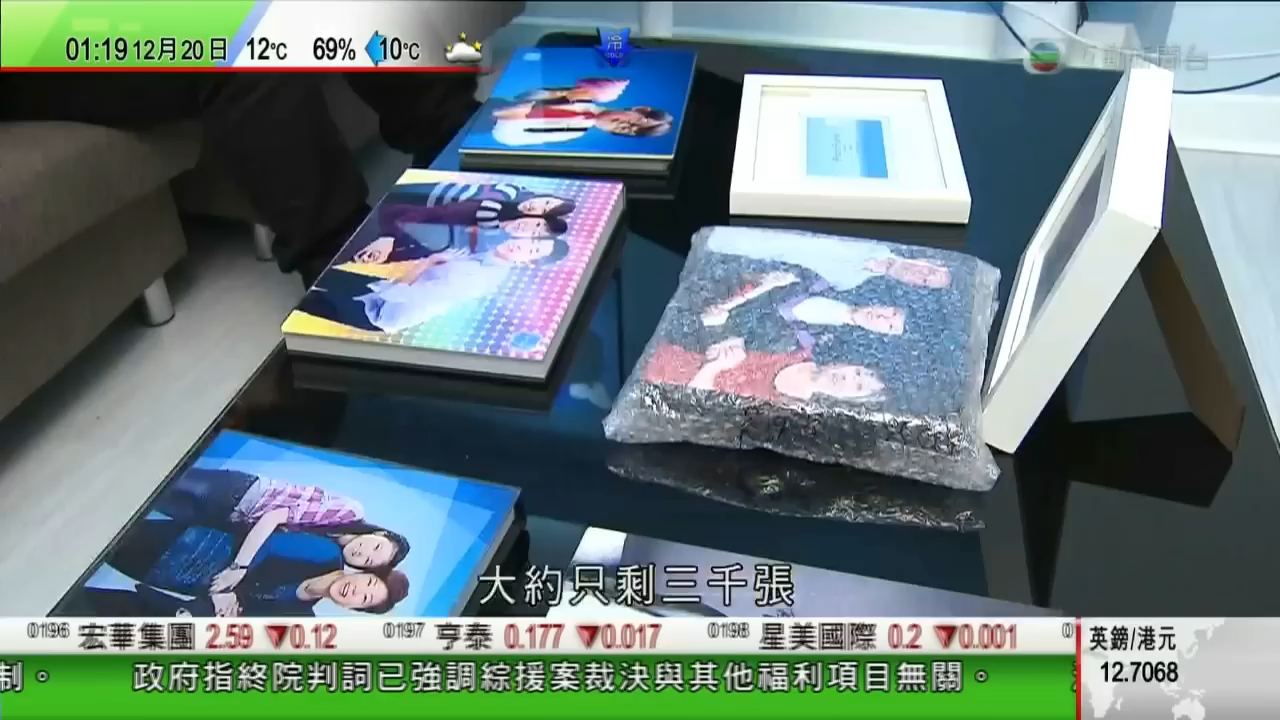 01:19 12月20日 12℃ 69% 10℃
冷
大約只剩三千張
0196 宏華集團 2.59 ▼0.12 0197 亨泰 0.177 ▼0.017 0198 星美國際 0.2 ▼0.001
英鎊/港元
12.7068
制。 政府指終院判詞已強調綜援案裁決與其他福利項目無關。